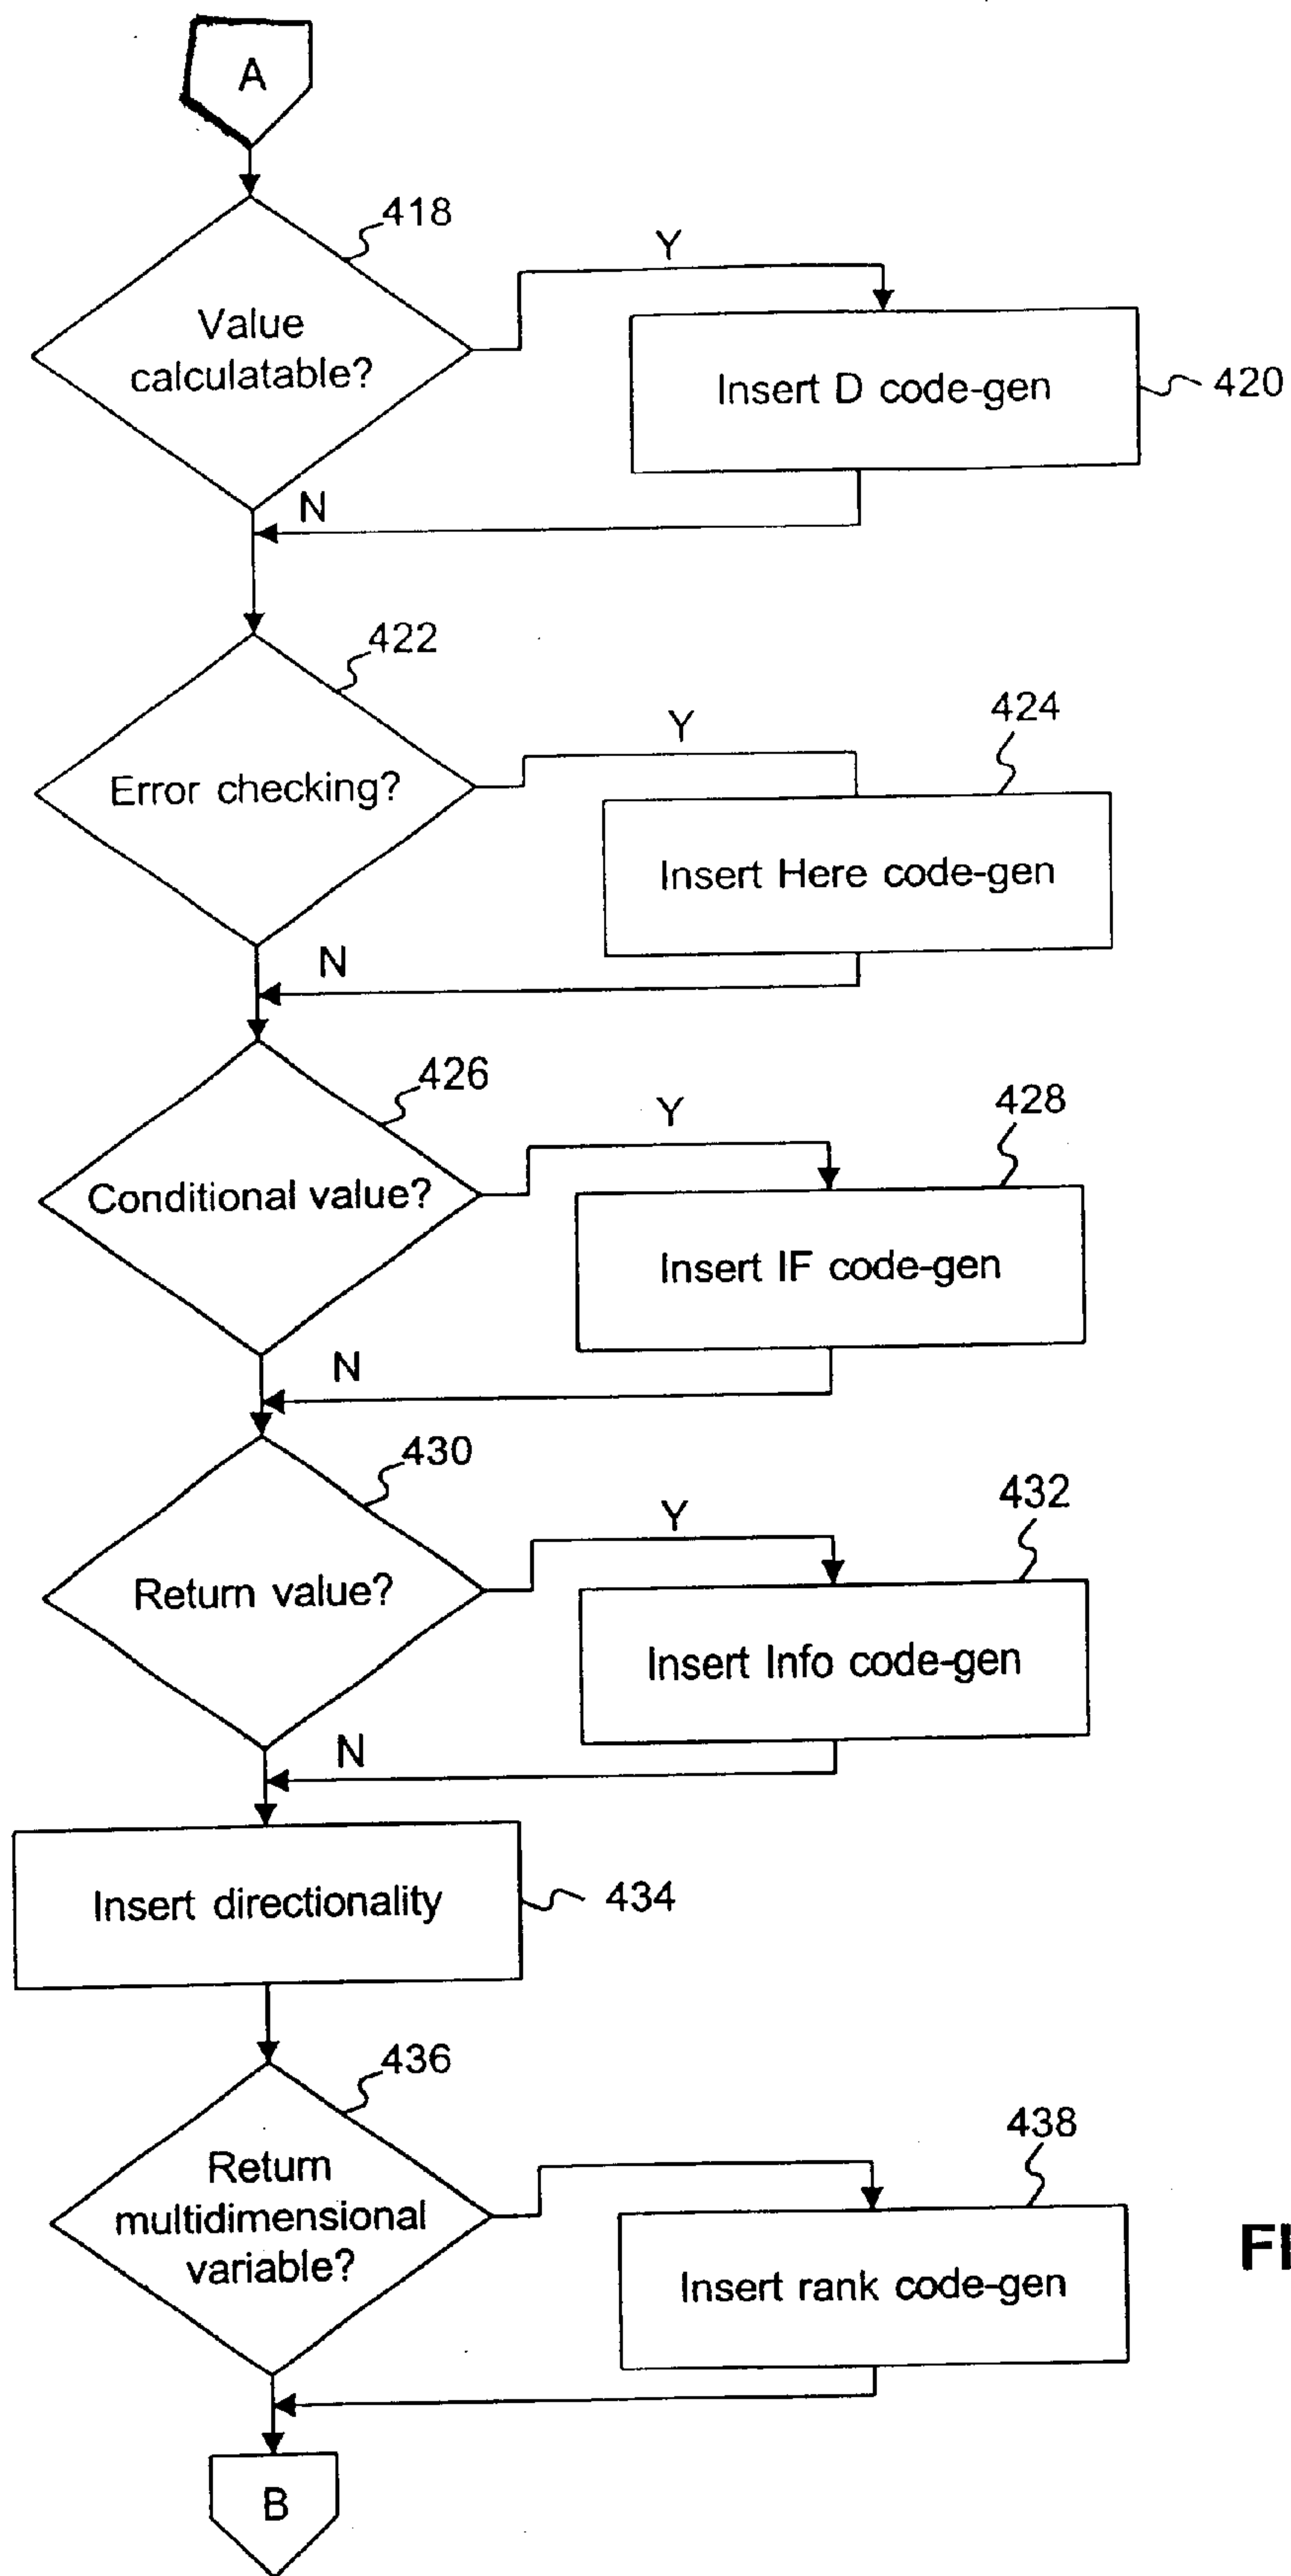 A
418
Y
Value
calculatable?
Insert D code-gen
420
N
422
424
Y
Error checking?
Insert Here code-gen
N
426
428
Y
Conditional value?
Insert IF code-gen
N
430
432
Y
Return value?
Insert Info code-gen
N
Insert directionality
434
436
438
Return
multidimensional
variable?
Insert rank code-gen
FI
B